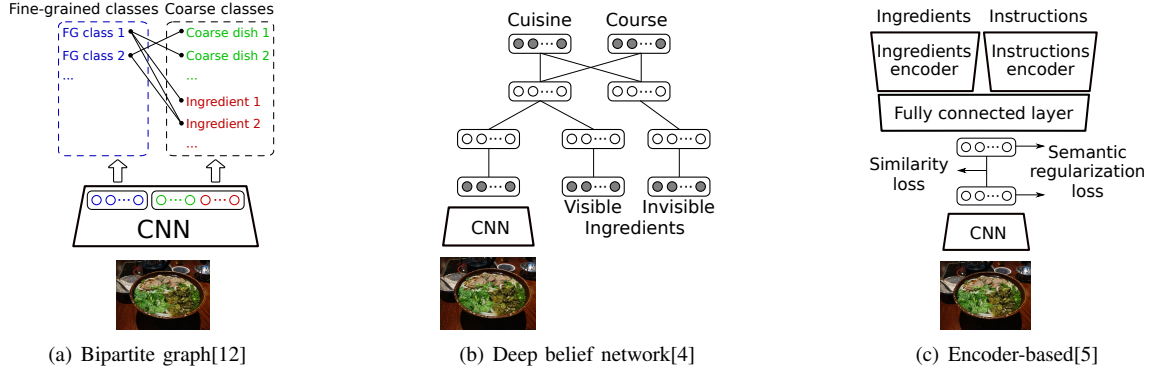 Fine-grained classes Coarse classes
FG class 1
FG class 2
...
Coarse dish 1
Coarse dish 2
...
Ingredient 1
Ingredient 2
...
CNN
(a) Bipartite graph[12]
Cuisine Course
CNN
Visible Invisible
Ingredients
(b) Deep belief network[4]
Ingredients Instructions
Ingredients
encoder
Instructions
encoder
Fully connected layer
Similarity
loss
Semantic
regularization
loss
CNN
(c) Encoder-based[5]